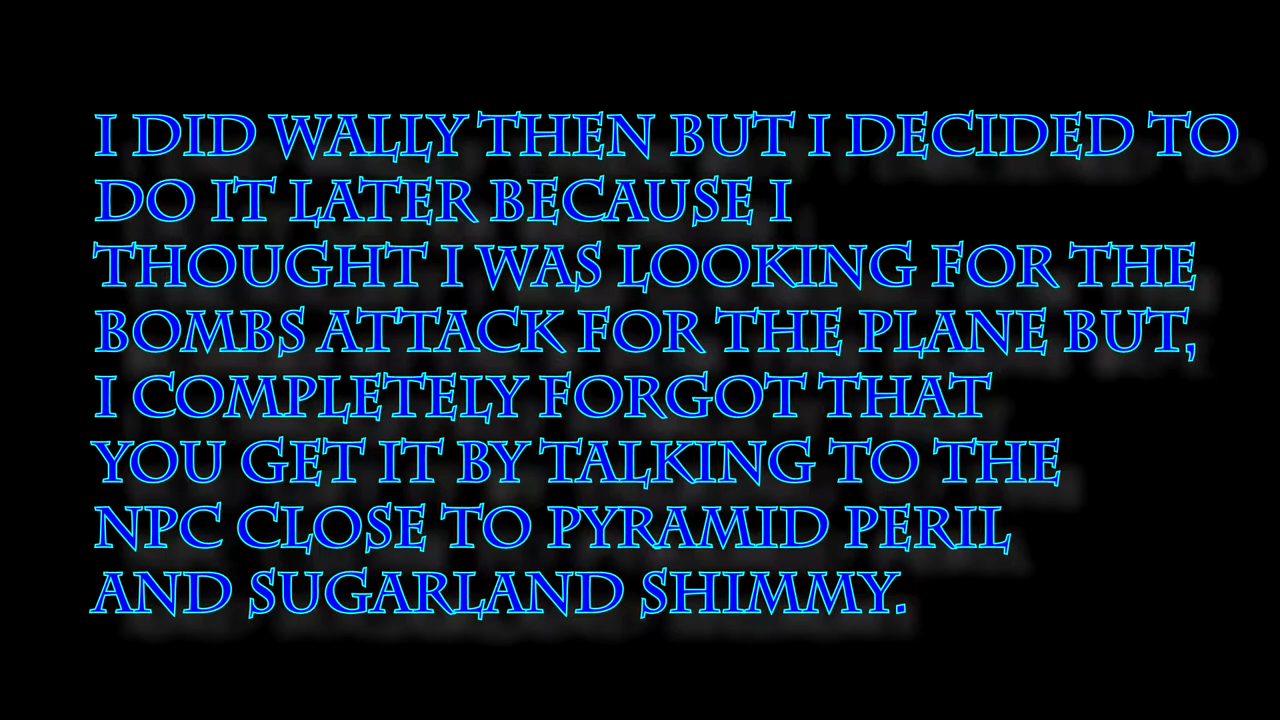 I DID WALLY THEN BUT I DECIDED TO
DO IT LATER BECAUSE I
THOUGHT I WAS LOOKING FOR THE
BOMBS ATTACK FOR THE PLANE BUT,
I COMPLETELY FORGOT THAT
YOU GET IT BY TALKING TO THE
NPC CLOSE TO PYRAMID PERIL
AND SUGARLAND SHIMMY.